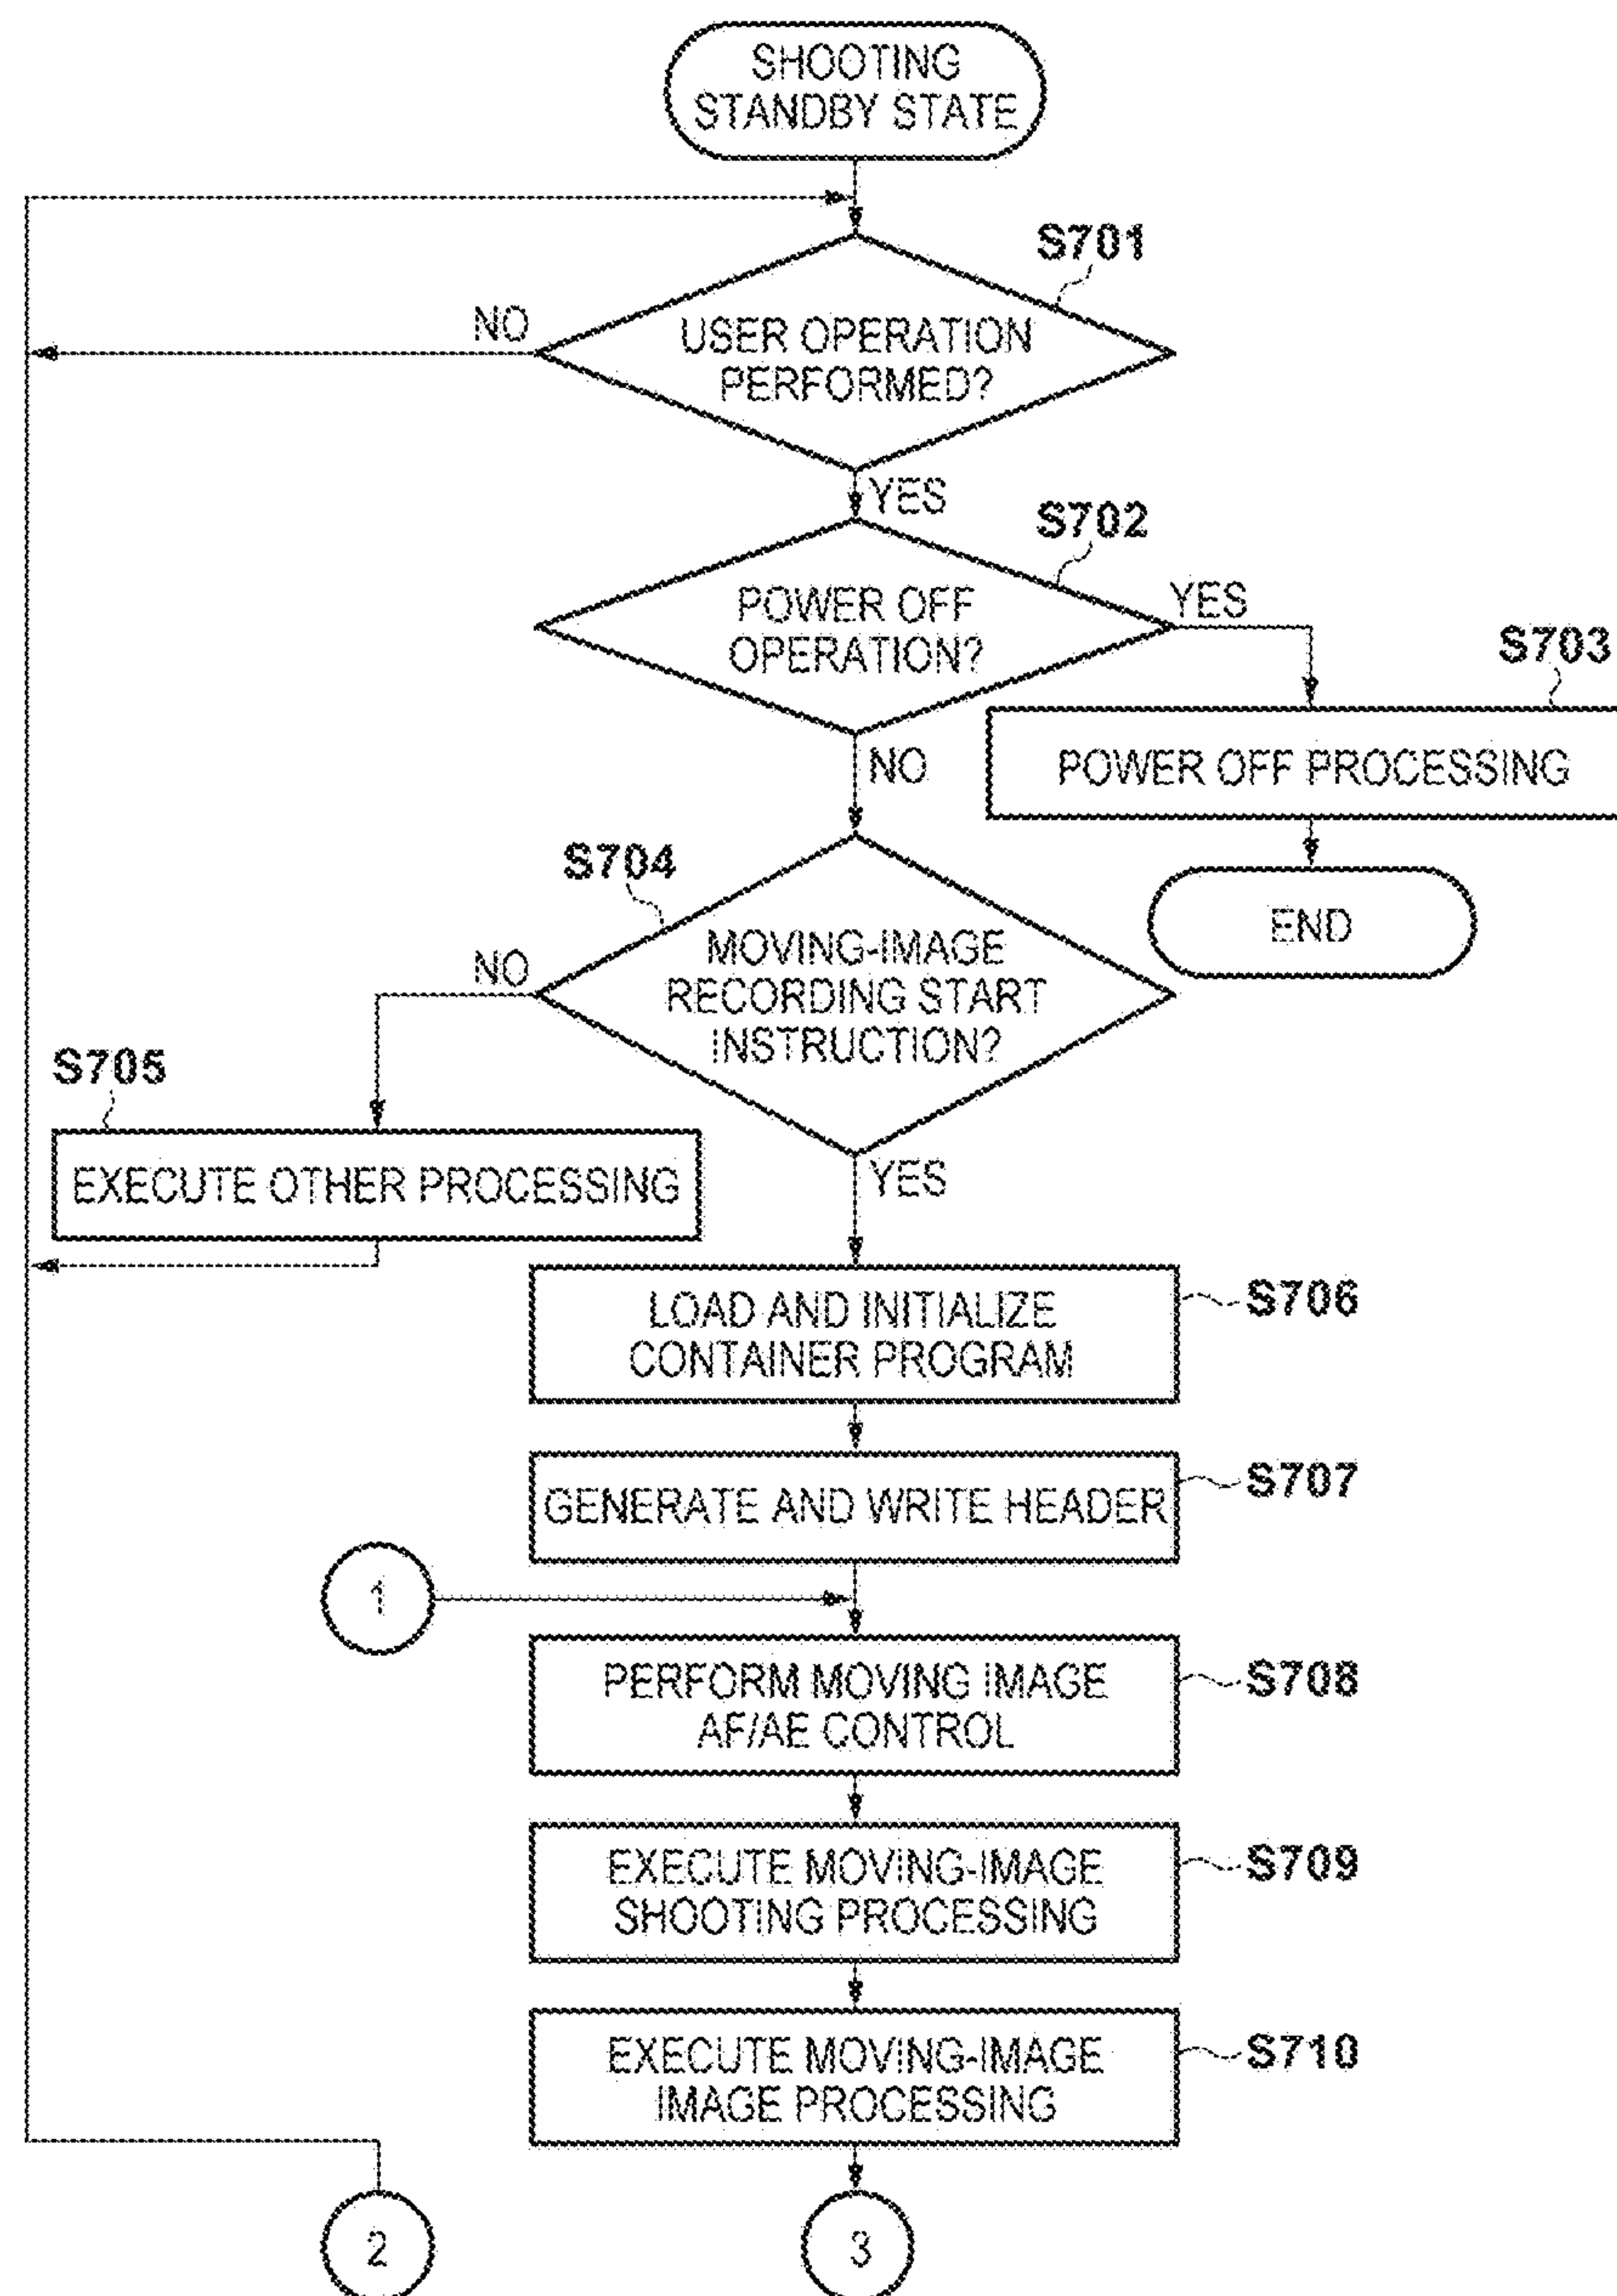 SHOOTING
STANDBY STATE
S701
NO
USER OPERATION
PERFORMED?
YES
S702
POWER OFF
OPERATION?
YES
S703
POWER OFF PROCESSING
NO
END
S704
MOVING-IMAGE
RECORDING START
INSTRUCTION?
NO
S705
EXECUTE OTHER PROCESSING
YES
LOAD AND INITIALIZE
CONTAINER PROGRAM
S706
GENERATE AND WRITE HEADER
S707
1
PERFORM MOVING IMAGE
AF/AE CONTROL
S708
EXECUTE MOVING-IMAGE
SHOOTING PROCESSING
S709
EXECUTE MOVING-IMAGE
IMAGE PROCESSING
S710
2
3